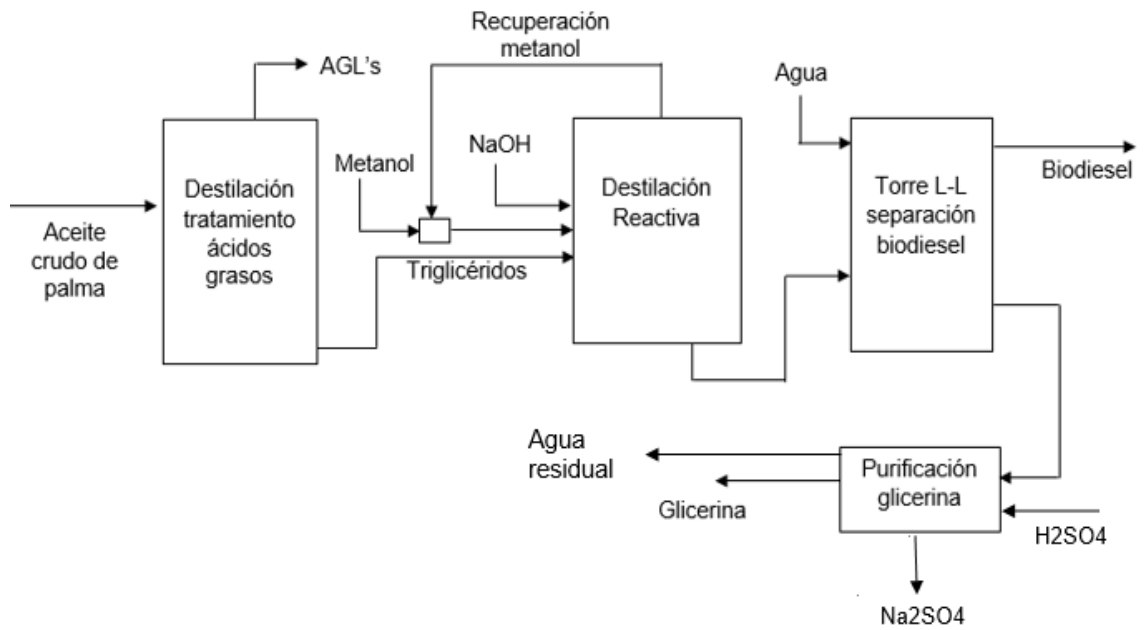 Recuperación
metanol
AGL's
Agua
NaOH
Metanol
Destilación
tratamiento
ácidos
grasos
Destilación
Reactiva
Torre L-L
separación
biodiesel
Biodiesel
Aceite
crudo de
palma
Triglicéridos
Agua
residual
Purificación
glicerina
Glicerina
H2SO4
Na2SO4